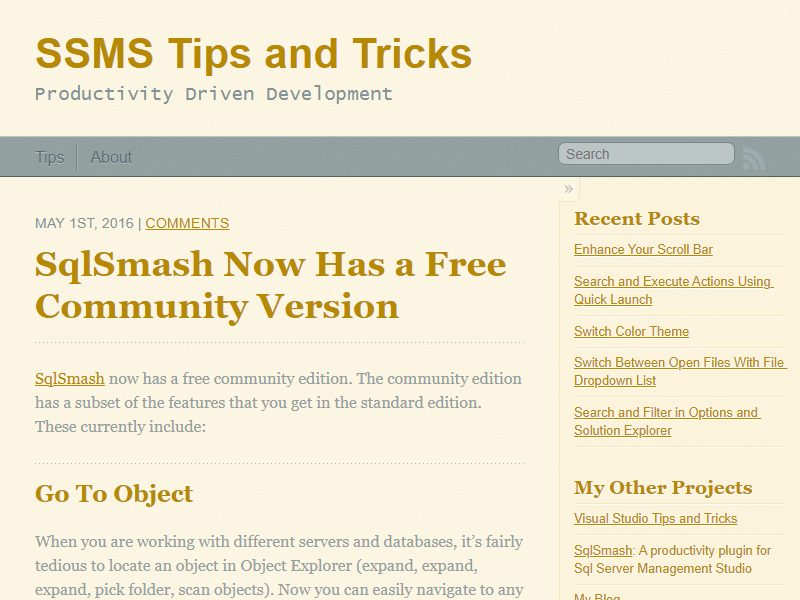 SSMS Tips and Tricks
Productivity Driven Development
Tips
About
Search
»
MAY 1ST, 2016 | COMMENTS
SqlSmash Now Has a Free
Community Version
SqlSmash now has a free community edition. The community edition
has a subset of the features that you get in the standard edition.
These currently include:
Go To Object
When you are working with different servers and databases, it’s fairly
tedious to locate an object in Object Explorer (expand, expand,
expand, pick folder, scan objects). Now you can easily navigate to any
Recent Posts
Enhance Your Scroll Bar
Search and Execute Actions Using
Quick Launch
Switch Color Theme
Switch Between Open Files With File
Dropdown List
Search and Filter in Options and
Solution Explorer
My Other Projects
Visual Studio Tips and Tricks
SqlSmash: A productivity plugin for
Sql Server Management Studio
My Blog